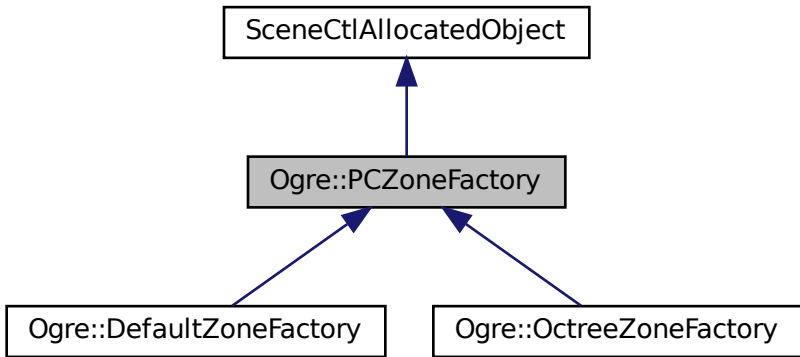 SceneCtlAllocatedObject
Ogre::PCZoneFactory
Ogre::DefaultZoneFactory
Ogre::OctreeZoneFactory